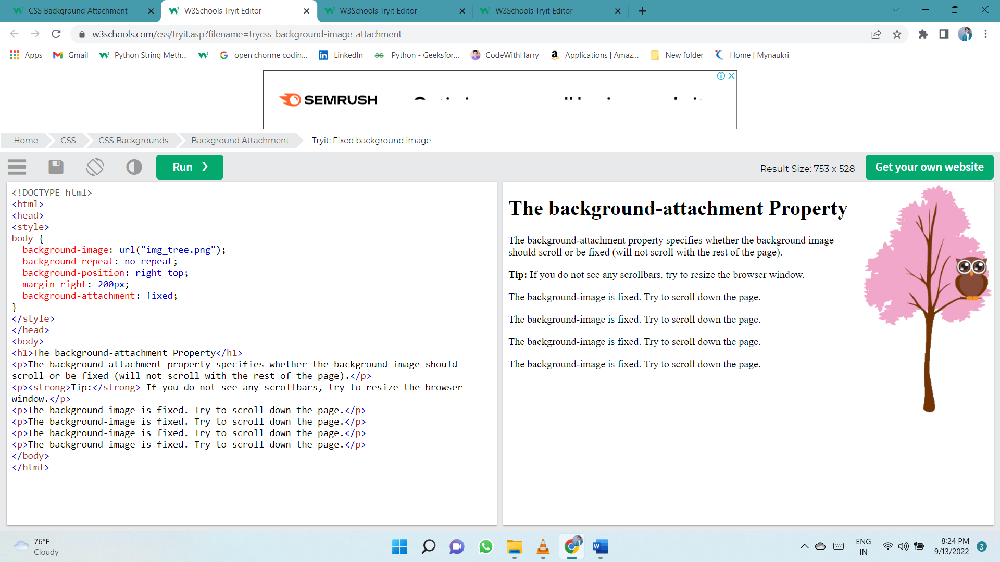 CSS Background Attachment
W3Schools Tryit Editor
W3Schools Tryit Editor
W3Schools Tryit Editor
w3schools.com/css/tryit.asp?filename=trycss_background-image_attachment
Apps
Gmail
Python String Meth...
open chorme codin...
LinkedIn
Python - Geeksfor...
CodeWithHarry
Applications | Amaz...
New folder
Home | Mynaukri
SEMRUSH
Home
CSS
CSS Backgrounds
Background Attachment
Tryit: Fixed background image
Run ❯
Result Size: 753 x 528
Get your own website
<!DOCTYPE html>
<html>
<head>
<style>
body {
  background-image: url("img_tree.png");
  background-repeat: no-repeat;
  background-position: right top;
  margin-right: 200px;
  background-attachment: fixed;
}
</style>
</head>
<body>
<h1>The background-attachment Property</h1>
<p>The background-attachment property specifies whether the background image should
scroll or be fixed (will not scroll with the rest of the page).</p>
<p><strong>Tip:</strong> If you do not see any scrollbars, try to resize the browser
window.</p>
<p>The background-image is fixed. Try to scroll down the page.</p>
<p>The background-image is fixed. Try to scroll down the page.</p>
<p>The background-image is fixed. Try to scroll down the page.</p>
<p>The background-image is fixed. Try to scroll down the page.</p>
</body>
</html>
The background-attachment Property
The background-attachment property specifies whether the background image
should scroll or be fixed (will not scroll with the rest of the page).
Tip: If you do not see any scrollbars, try to resize the browser window.
The background-image is fixed. Try to scroll down the page.
The background-image is fixed. Try to scroll down the page.
The background-image is fixed. Try to scroll down the page.
The background-image is fixed. Try to scroll down the page.
76°F
Cloudy
ENG
IN
8:24 PM
9/13/2022
3